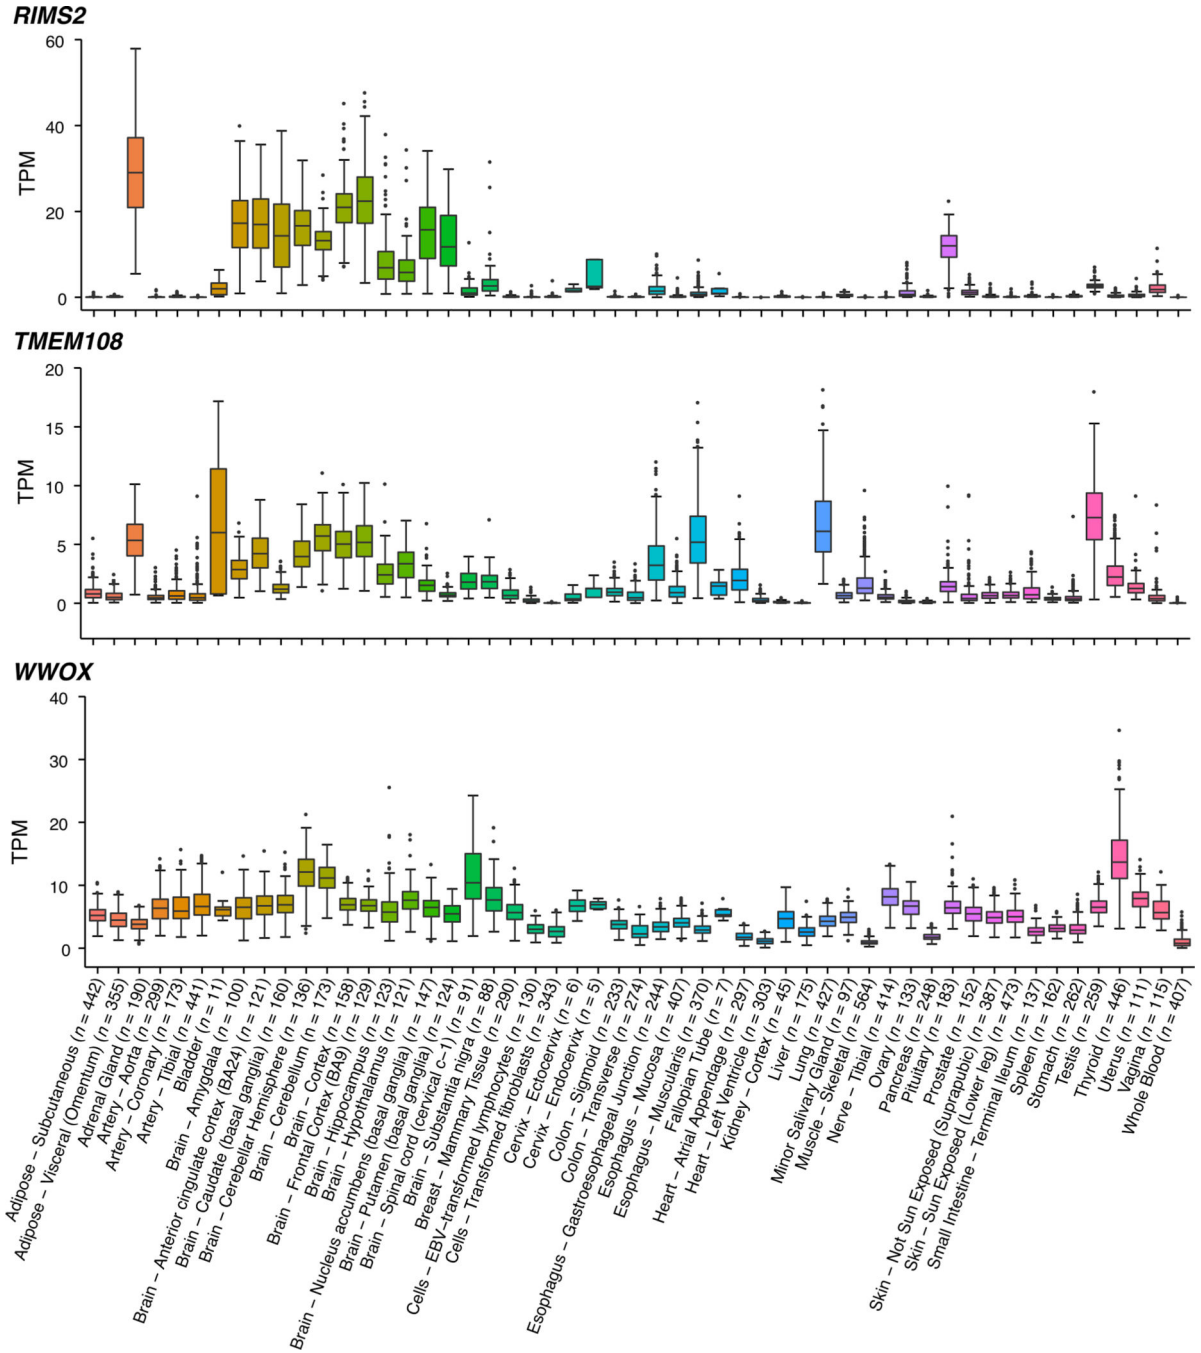 RIMS2
60
40
20
0
TPM
TMEM108
20
15
10
5
0
TPM
WWOX
40
30
20
10
0
TPM
Adipose – Subcutaneous (n = 442)
Adipose – Visceral (Omentum) (n = 355)
Adrenal Gland (n = 190)
Artery – Aorta (n = 299)
Artery – Coronary (n = 173)
Artery – Tibial (n = 441)
Bladder (n = 11)
Brain – Amygdala (n = 100)
Brain – Anterior cingulate cortex (BA24) (n = 121)
Brain – Caudate (basal ganglia) (n = 160)
Brain – Cerebellar Hemisphere (n = 136)
Brain – Cerebellum (n = 173)
Brain – Cortex (n = 158)
Brain – Frontal Cortex (BA9) (n = 129)
Brain – Hippocampus (n = 123)
Brain – Hypothalamus (n = 121)
Brain – Nucleus accumbens (basal ganglia) (n = 147)
Brain – Putamen (basal ganglia) (n = 124)
Brain – Spinal cord (cervical c–1) (n = 91)
Brain – Substantia nigra (n = 88)
Breast – Mammary Tissue (n = 290)
Cells – EBV–transformed lymphocytes (n = 130)
Cells – Transformed fibroblasts (n = 343)
Cervix – Ectocervix (n = 6)
Cervix – Endocervix (n = 5)
Colon – Sigmoid (n = 233)
Colon – Transverse (n = 274)
Esophagus – Gastroesophageal Junction (n = 244)
Esophagus – Mucosa (n = 407)
Esophagus – Muscularis (n = 370)
Fallopian Tube (n = 7)
Heart – Atrial Appendage (n = 297)
Heart – Left Ventricle (n = 303)
Kidney – Cortex (n = 45)
Liver (n = 175)
Lung (n = 427)
Minor Salivary Gland (n = 97)
Muscle – Skeletal (n = 564)
Nerve – Tibial (n = 414)
Ovary (n = 133)
Pancreas (n = 248)
Pituitary (n = 183)
Prostate (n = 152)
Skin – Not Sun Exposed (Suprapubic) (n = 387)
Skin – Sun Exposed (Lower leg) (n = 473)
Small Intestine – Terminal Ileum (n = 137)
Spleen (n = 162)
Stomach (n = 262)
Testis (n = 259)
Thyroid (n = 446)
Uterus (n = 111)
Vagina (n = 115)
Whole Blood (n = 407)